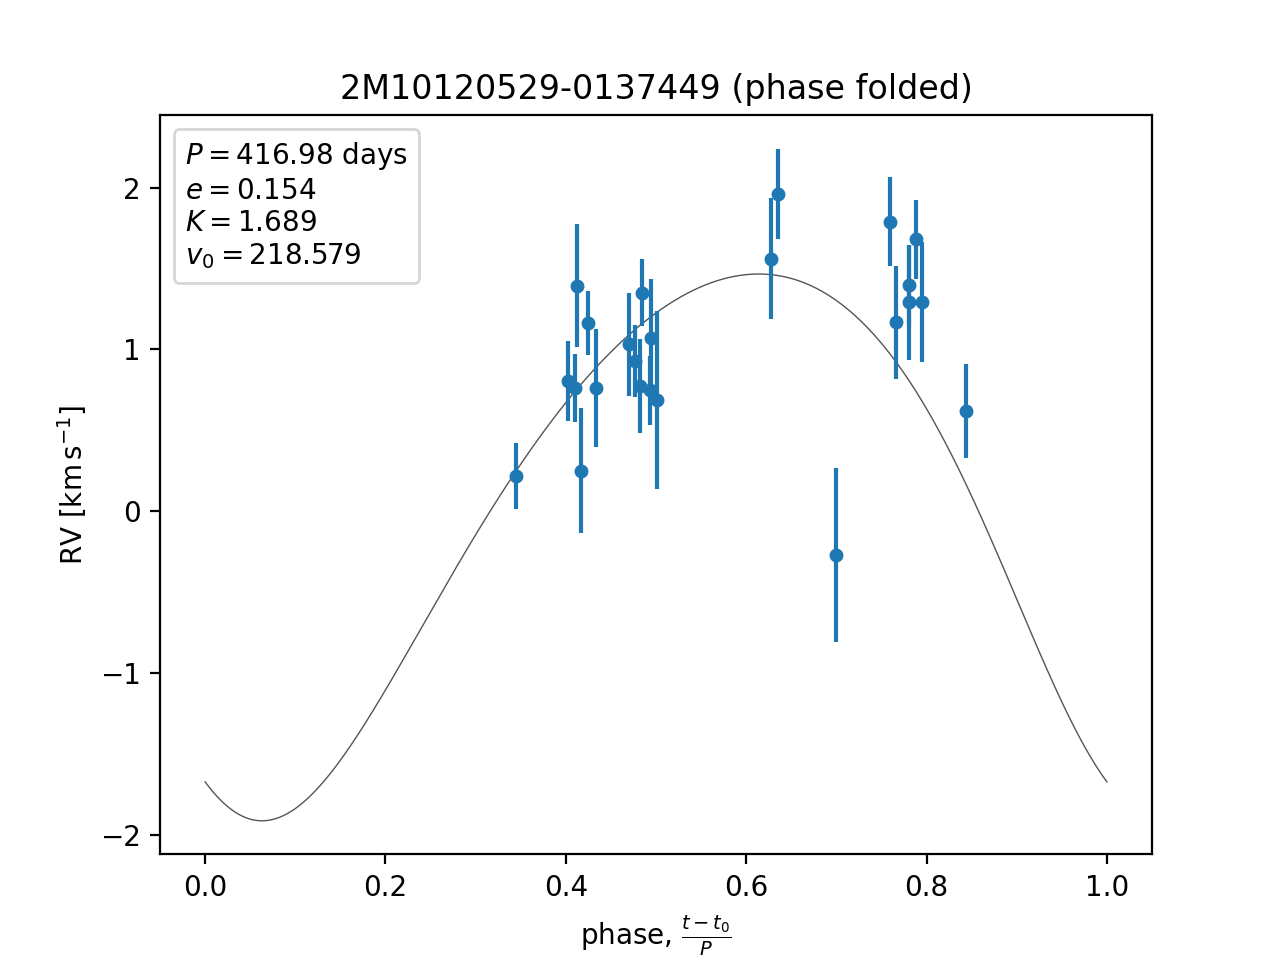 2M10120529-0137449 (phase folded)
P = 416.98 days
e = 0.154
K = 1.689
v₀ = 218.579
2
1
0
−1
−2
RV [km s⁻¹]
0.0 0.2 0.4 0.6 0.8 1.0
phase, (t − t₀)/P